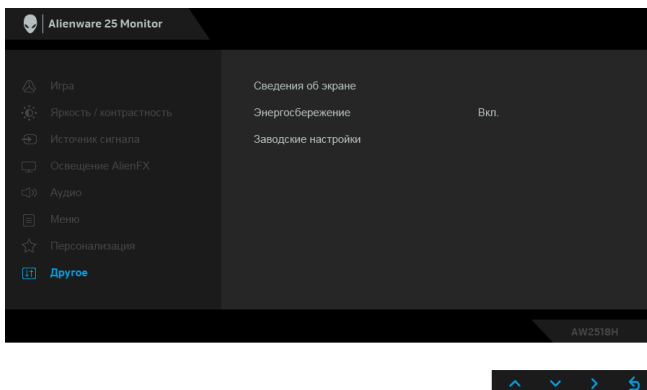 Alienware 25 Monitor
Игра
Яркость / контрастность
Источник сигнала
Освещение AlienFX
Аудио
Меню
Персонализация
Другое
Сведения об экране
Энергосбережение Вкл.
Заводские настройки
AW2518H